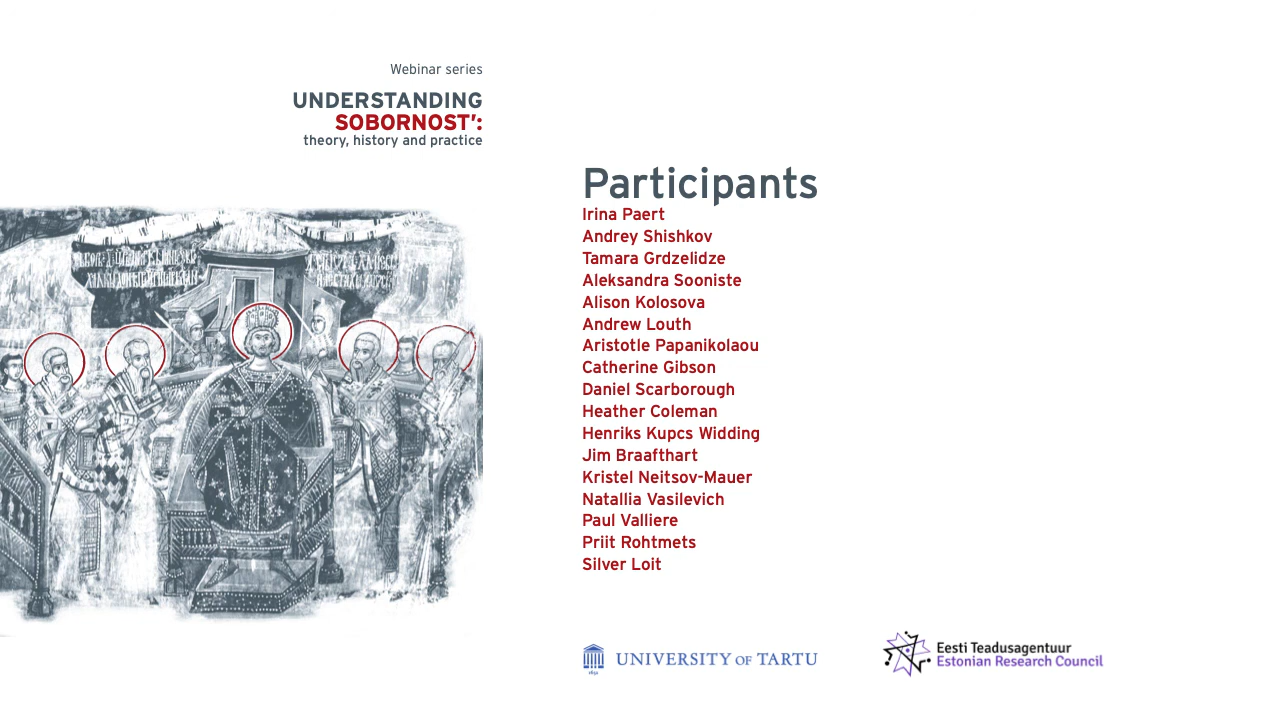 Webinar series
UNDERSTANDING
SOBORNOST′:
theory, history and practice
Participants
Irina Paert
Andrey Shishkov
Tamara Grdzelidze
Aleksandra Sooniste
Alison Kolosova
Andrew Louth
Aristotle Papanikolaou
Catherine Gibson
Daniel Scarborough
Heather Coleman
Henriks Kupcs Widding
Jim Braafthart
Kristel Neitsov-Mauer
Natallia Vasilevich
Paul Valliere
Priit Rohtmets
Silver Loit
UNIVERSITY OF TARTU
1632
Eesti Teadusagentuur
Estonian Research Council